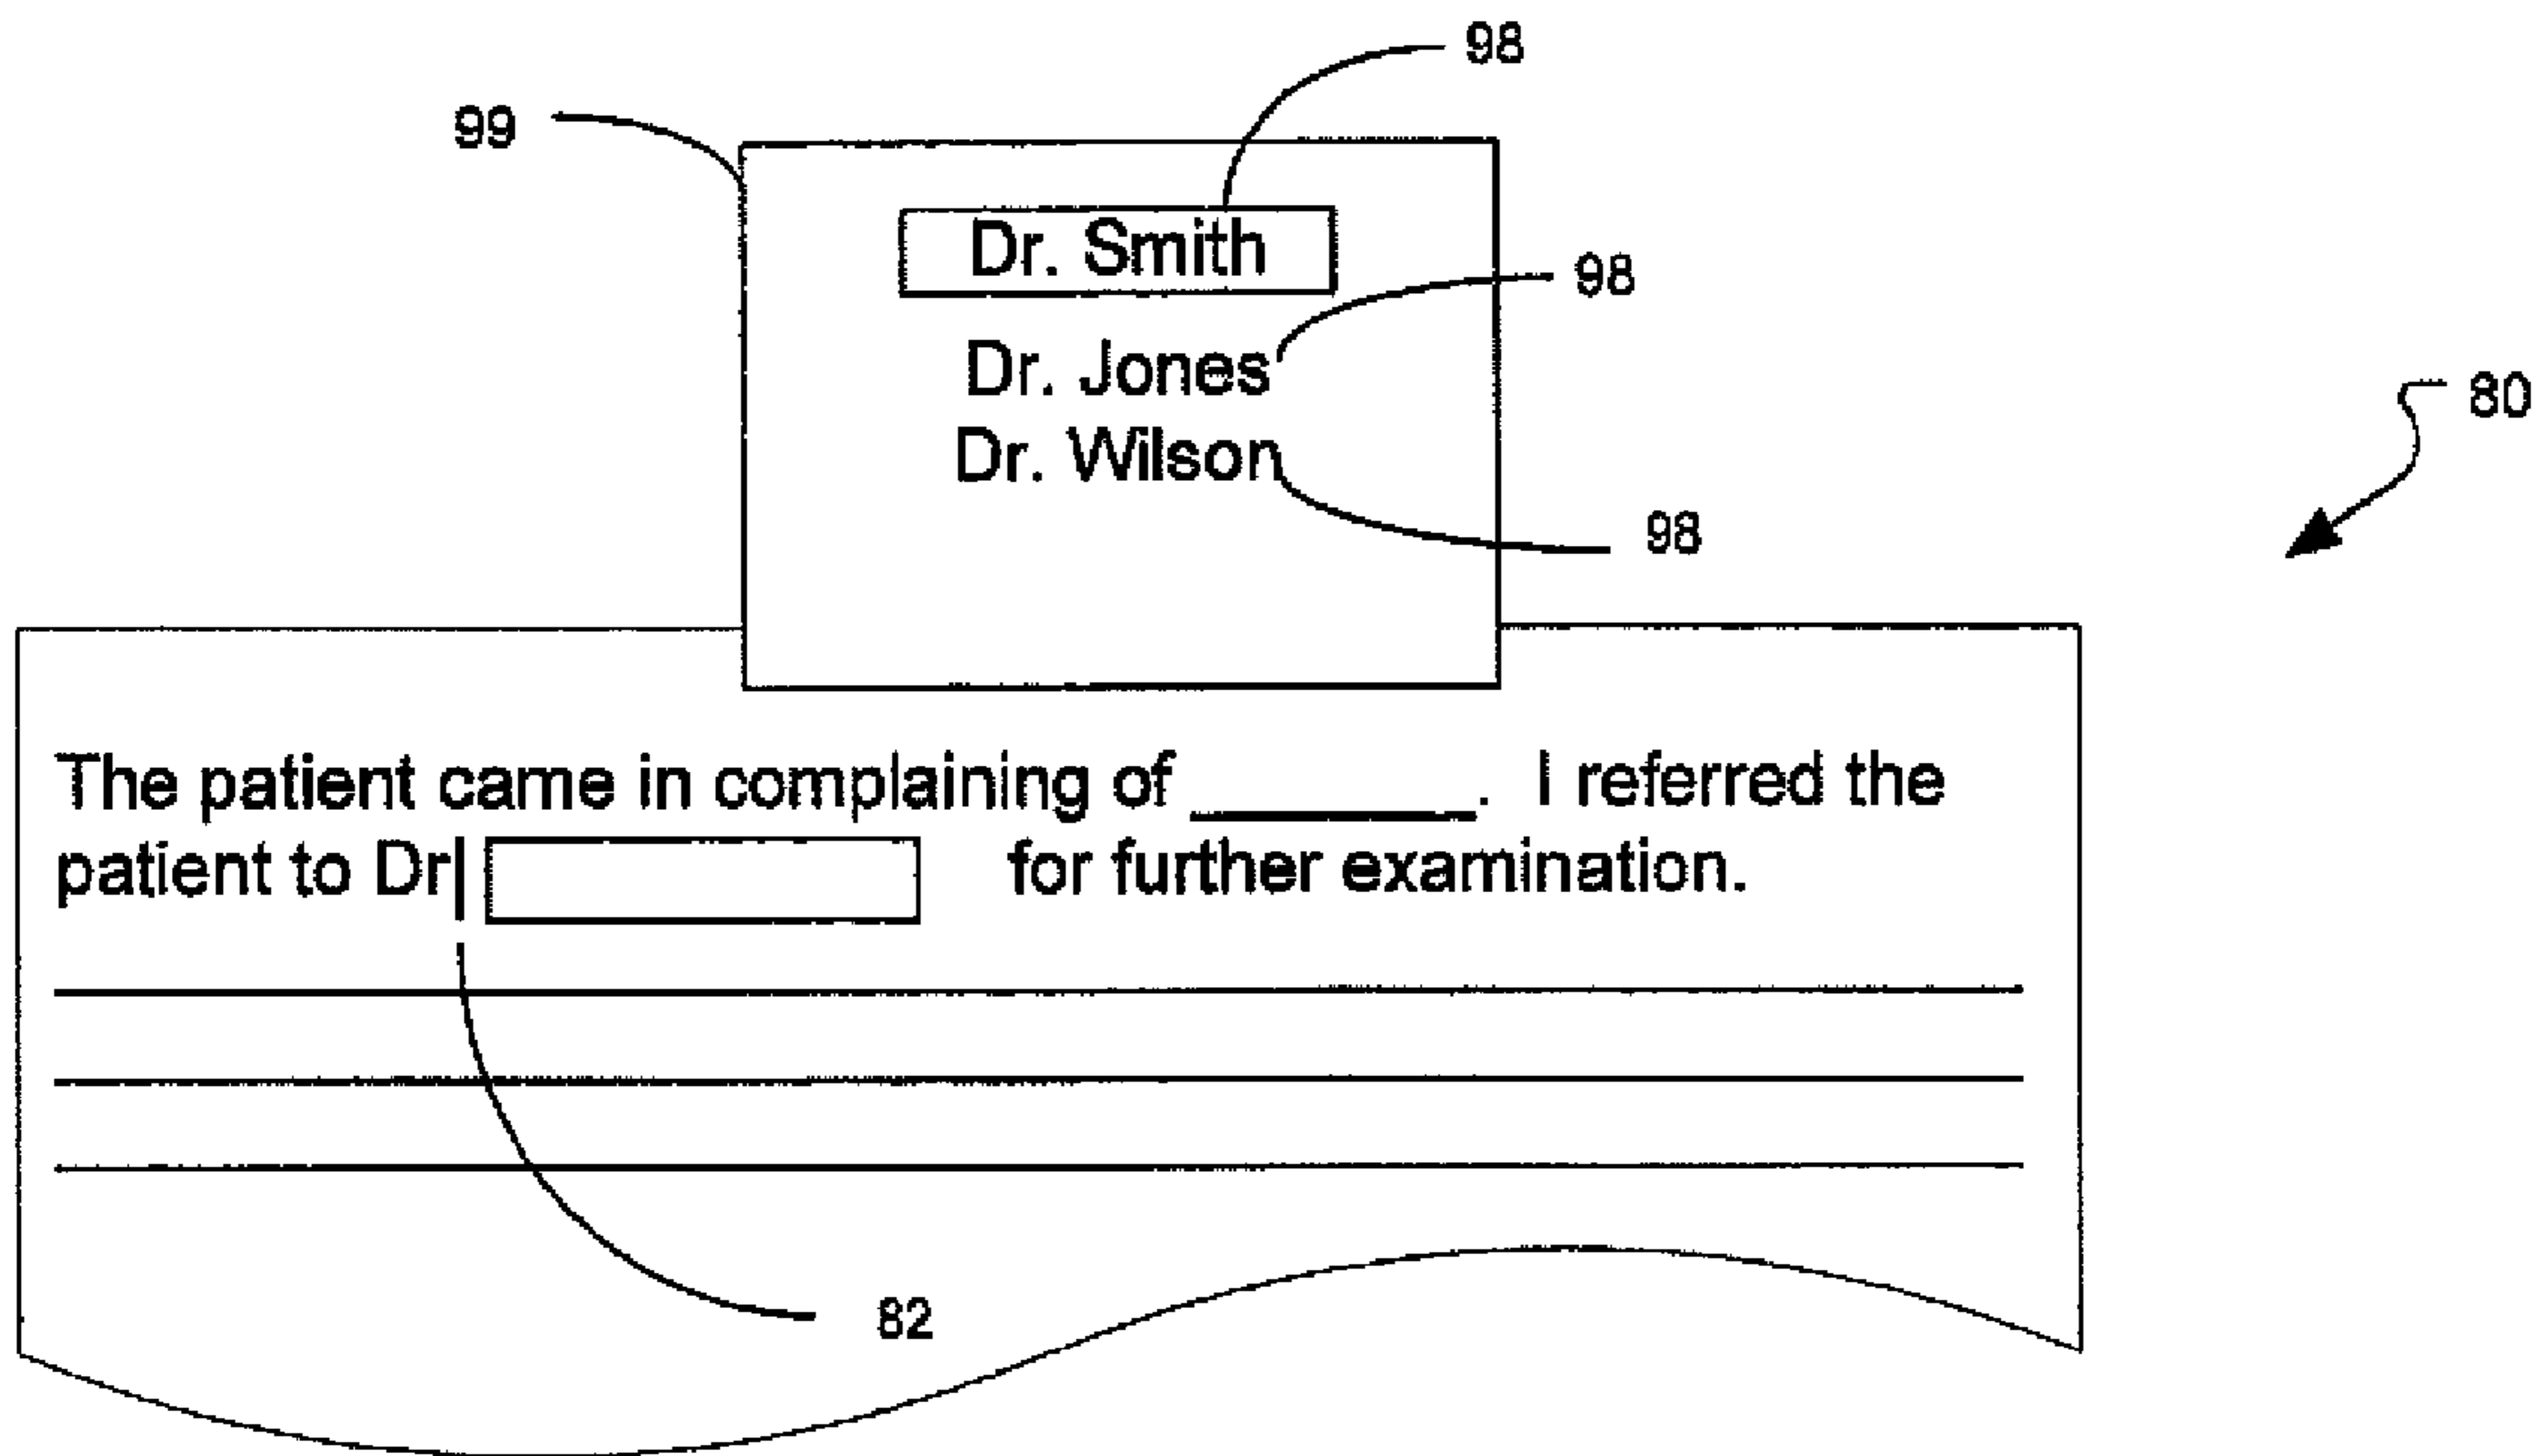 98
99
Dr. Smith
98
Dr. Jones
80
Dr. Wilson
98
The patient came in complaining of ________. I referred the
patient to Dr| for further examination.
82